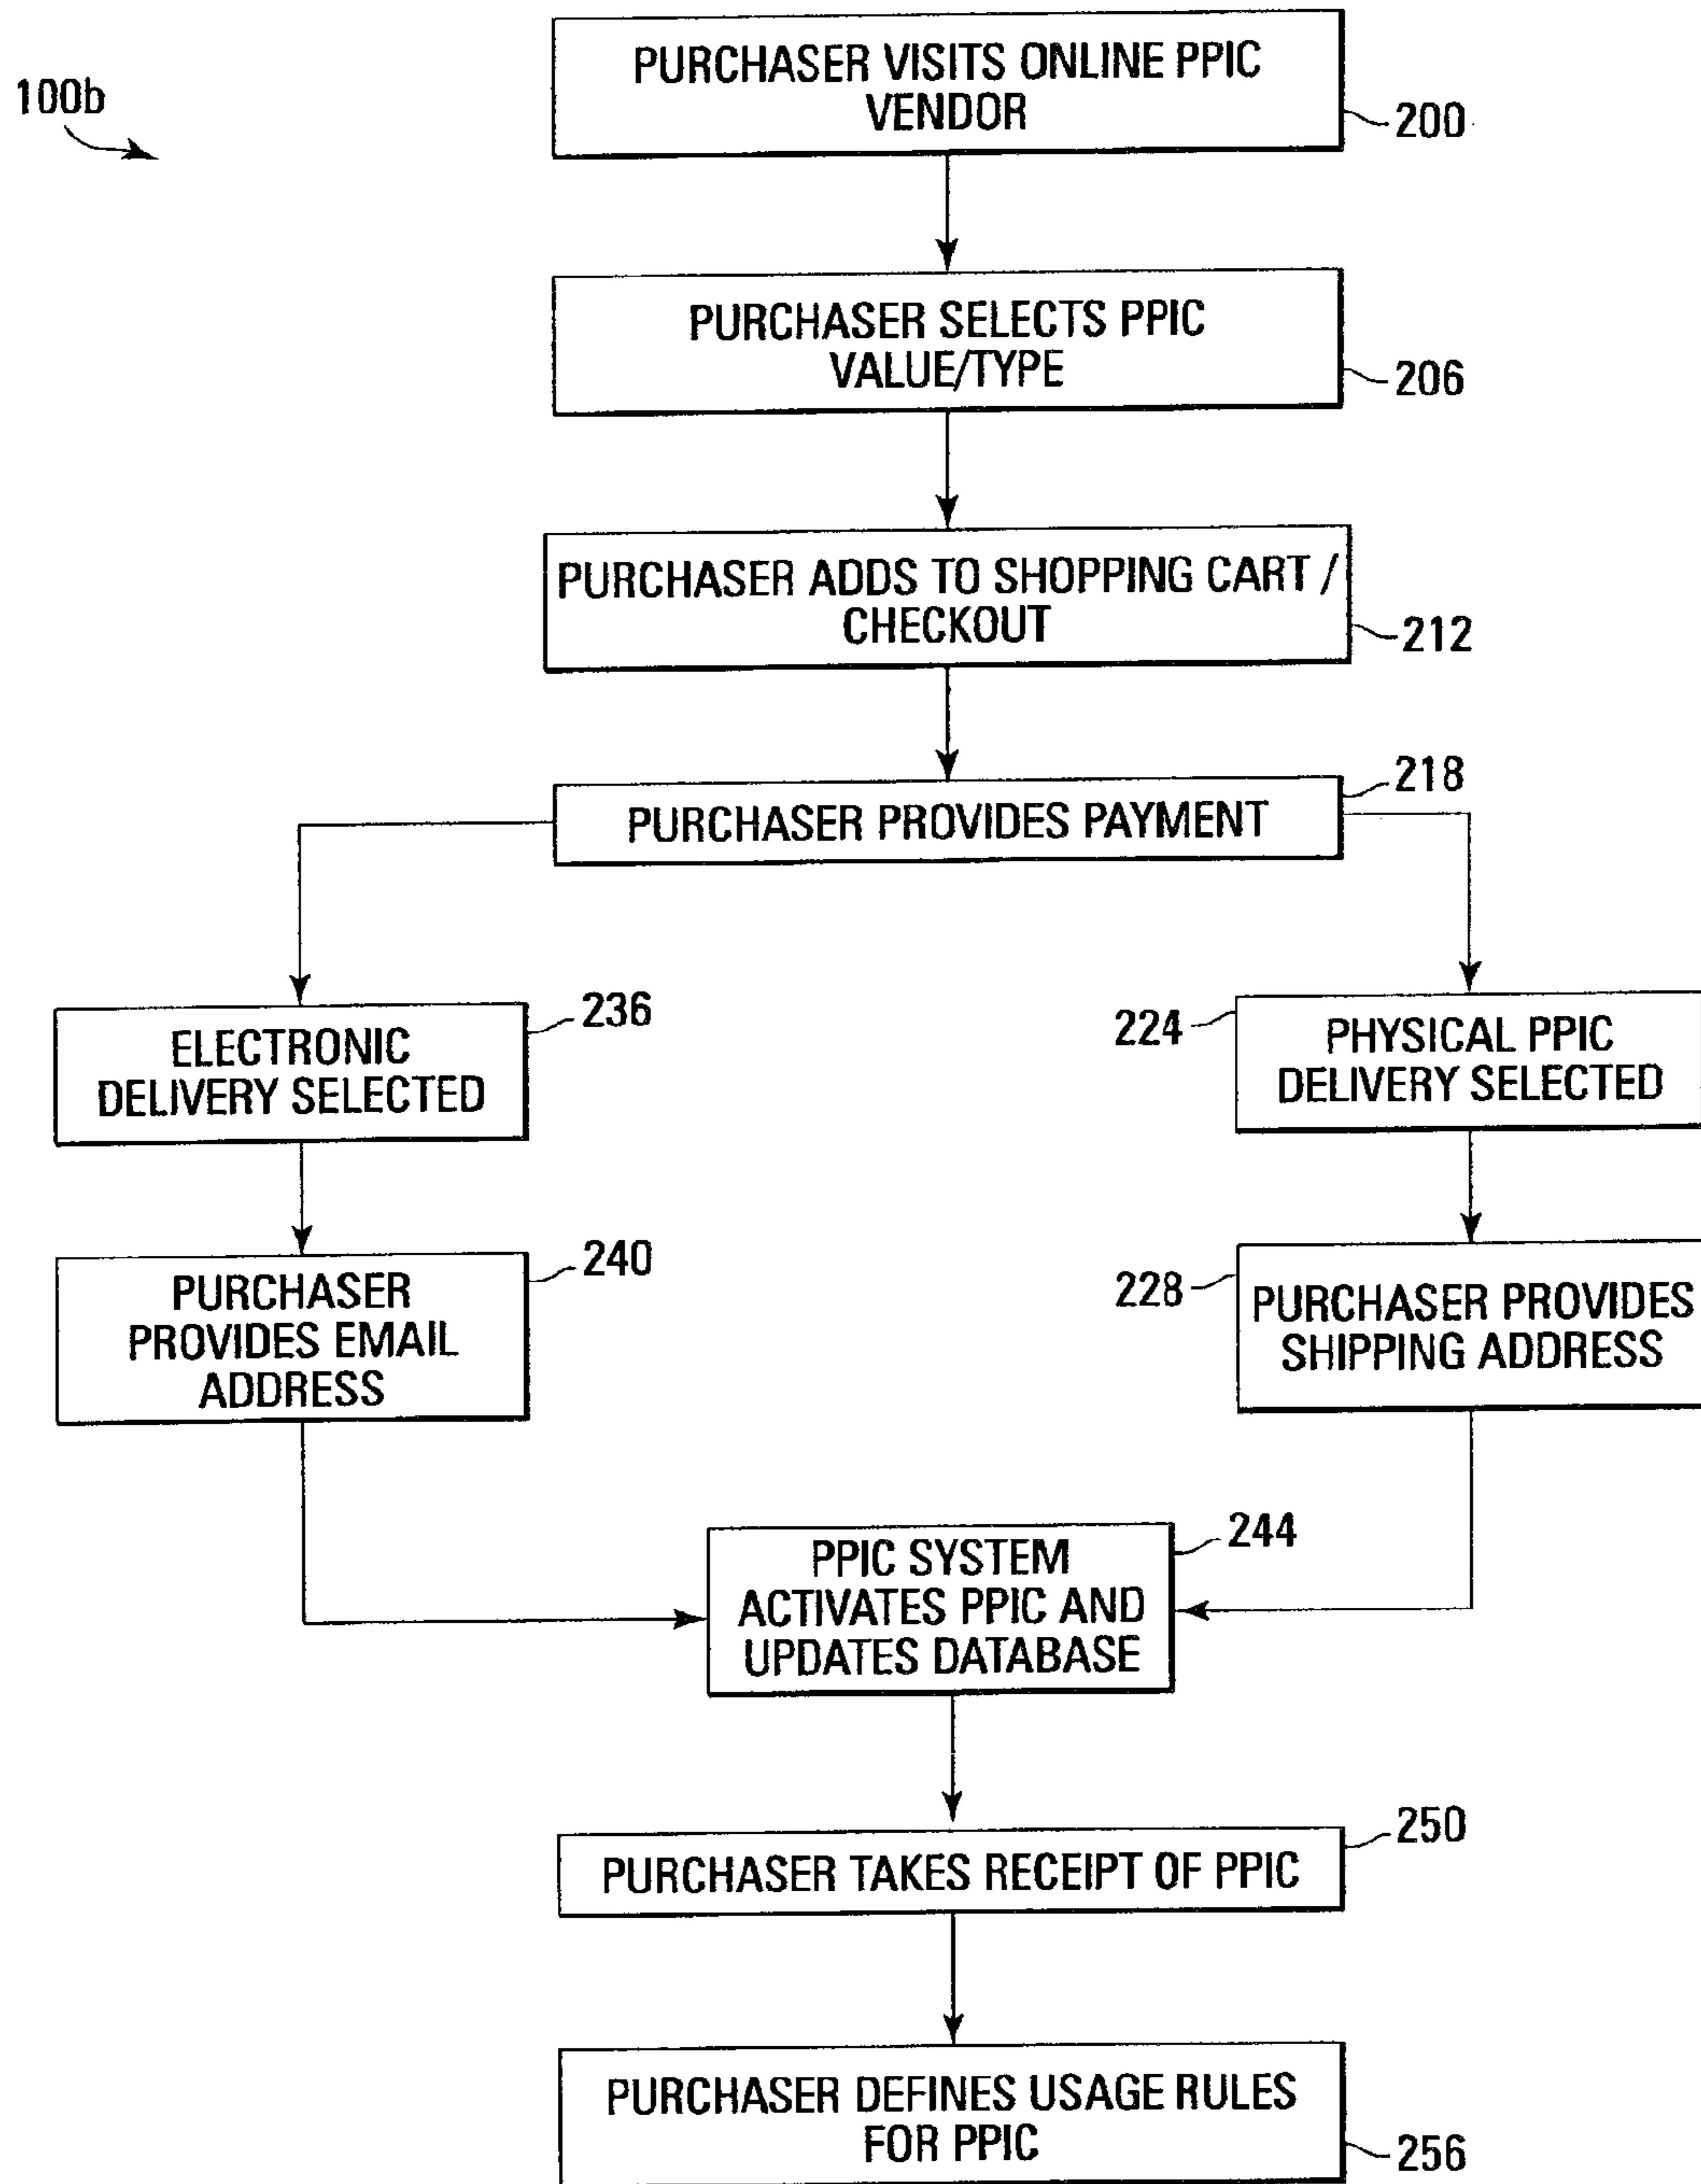 100b
PURCHASER VISITS ONLINE PPIC
VENDOR
200
PURCHASER SELECTS PPIC
VALUE/TYPE
206
PURCHASER ADDS TO SHOPPING CART /
CHECKOUT
212
218
PURCHASER PROVIDES PAYMENT
236
ELECTRONIC
DELIVERY SELECTED
224
PHYSICAL PPIC
DELIVERY SELECTED
240
PURCHASER
PROVIDES EMAIL
ADDRESS
228
PURCHASER PROVIDES
SHIPPING ADDRESS
244
PPIC SYSTEM
ACTIVATES PPIC AND
UPDATES DATABASE
250
PURCHASER TAKES RECEIPT OF PPIC
PURCHASER DEFINES USAGE RULES
FOR PPIC
256